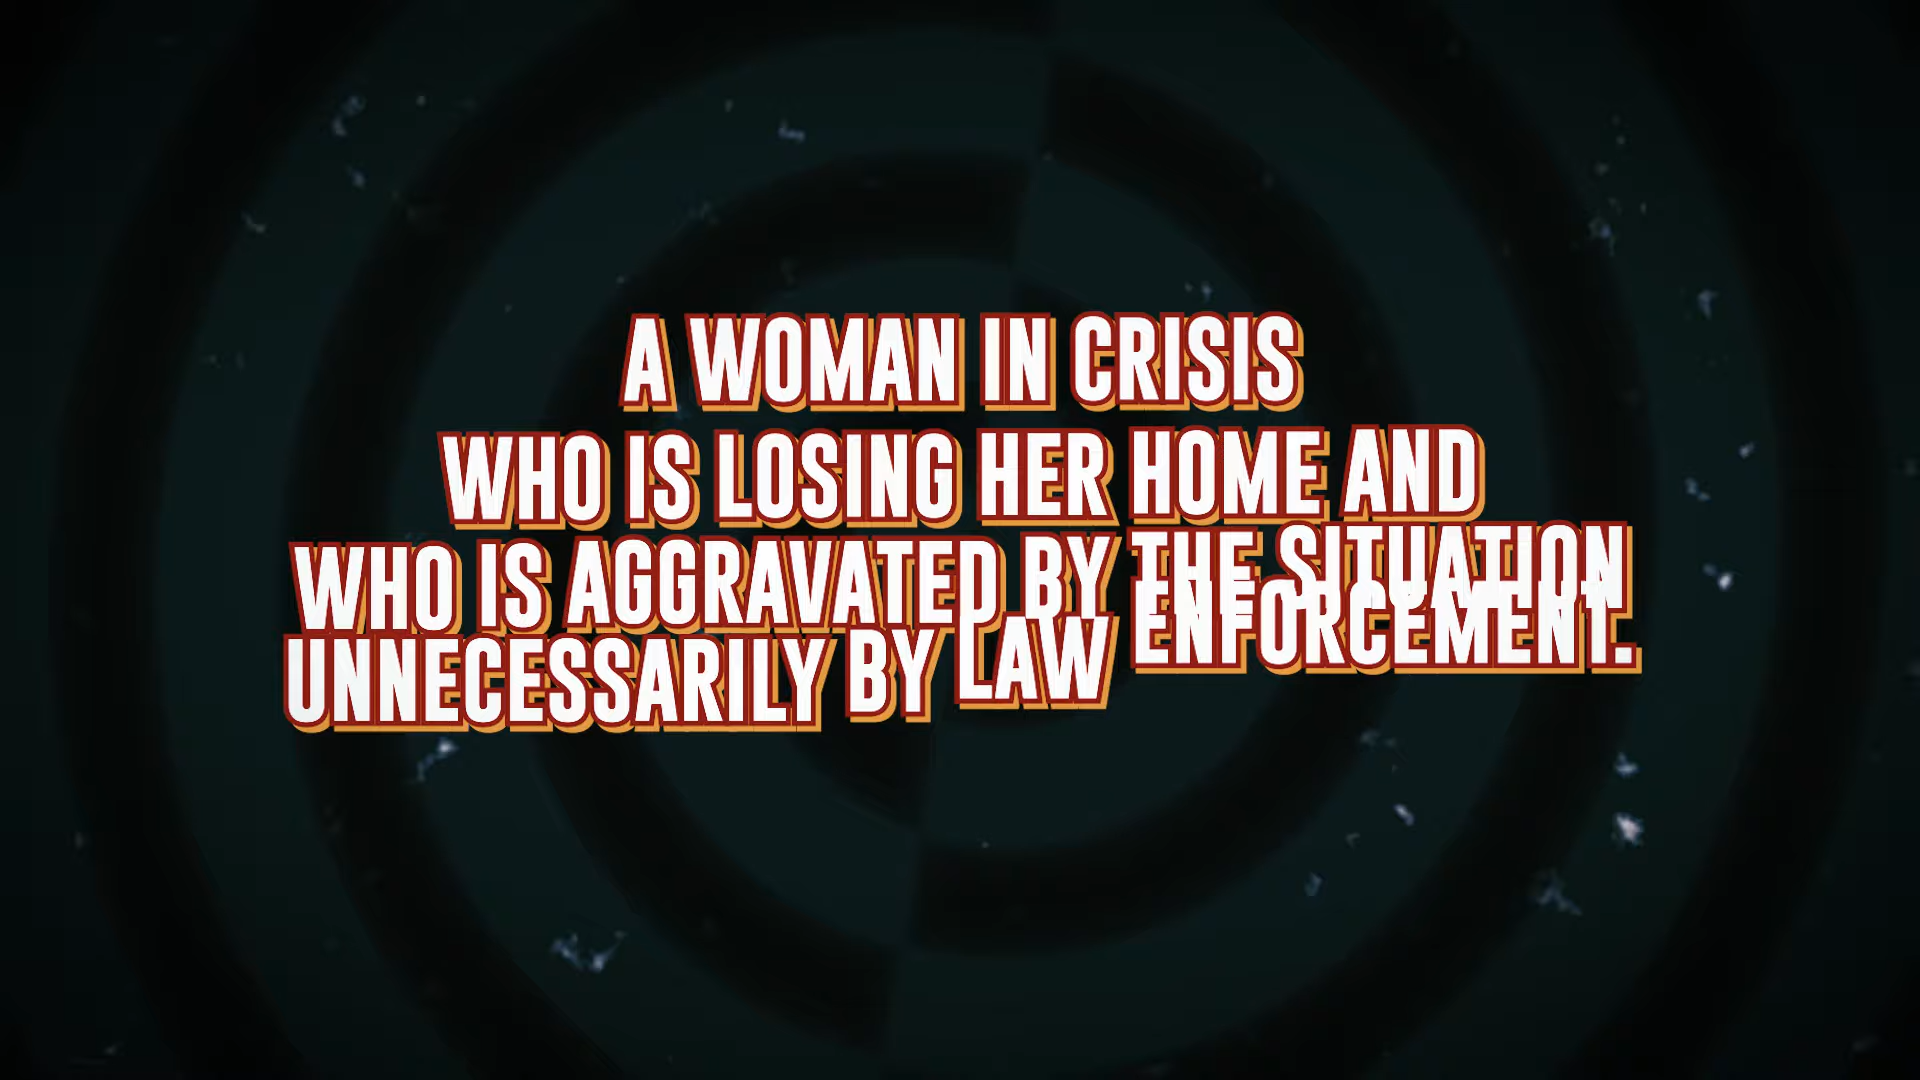 A WOMAN IN CRISIS
WHO IS LOSING HER HOME AND
WHO IS AGGRAVATED BY THE SITUATION
UNNECESSARILY BY LAW ENFORCEMENT.